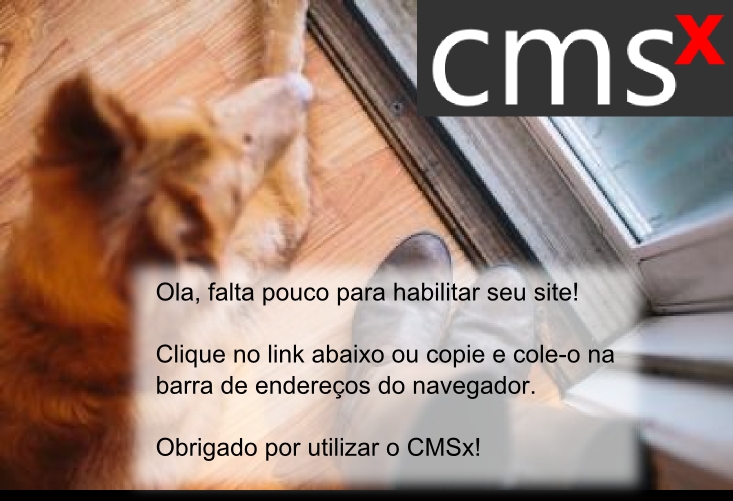 cmsx
Ola, falta pouco para habilitar seu site!
Clique no link abaixo ou copie e cole-o na
barra de endereços do navegador.
Obrigado por utilizar o CMSx!